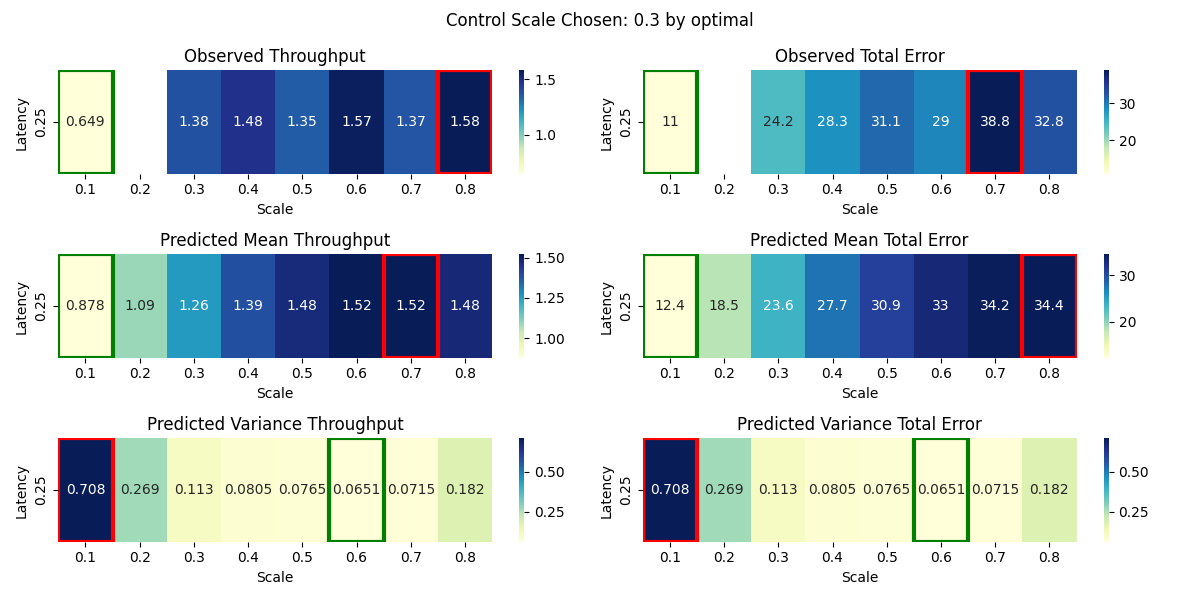 Control Scale Chosen: 0.3 by optimal
Observed Throughput
Latency
0.25
0.649 1.38 1.48 1.35 1.57 1.37 1.58
0.1 0.2 0.3 0.4 0.5 0.6 0.7 0.8
Scale
1.5
1.0
Observed Total Error
Latency
0.25
11 24.2 28.3 31.1 29 38.8 32.8
0.1 0.2 0.3 0.4 0.5 0.6 0.7 0.8
Scale
30
20
Predicted Mean Throughput
Latency
0.25
0.878 1.09 1.26 1.39 1.48 1.52 1.52 1.48
0.1 0.2 0.3 0.4 0.5 0.6 0.7 0.8
Scale
1.50
1.25
1.00
Predicted Mean Total Error
Latency
0.25
12.4 18.5 23.6 27.7 30.9 33 34.2 34.4
0.1 0.2 0.3 0.4 0.5 0.6 0.7 0.8
Scale
30
20
Predicted Variance Throughput
Latency
0.25
0.708 0.269 0.113 0.0805 0.0765 0.0651 0.0715 0.182
0.1 0.2 0.3 0.4 0.5 0.6 0.7 0.8
Scale
0.50
0.25
Predicted Variance Total Error
Latency
0.25
0.708 0.269 0.113 0.0805 0.0765 0.0651 0.0715 0.182
0.1 0.2 0.3 0.4 0.5 0.6 0.7 0.8
Scale
0.50
0.25